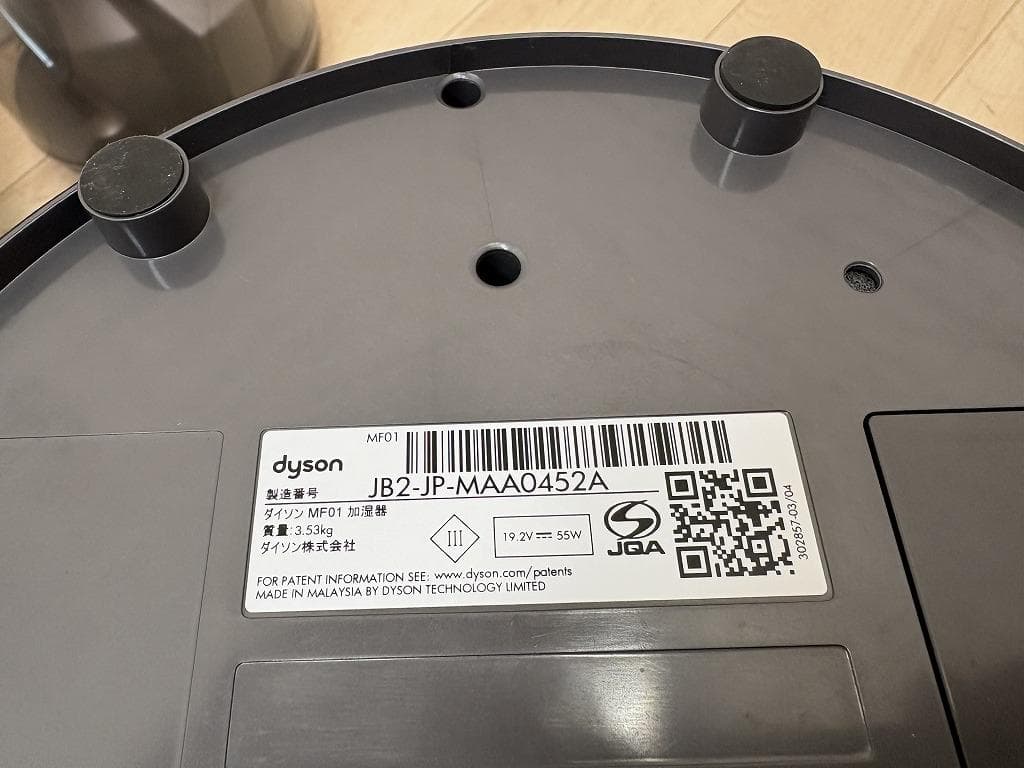 MF01
dyson
製造番号 JB2-JP-MAA0452A
ダイソン MF01 加湿器
質量:3.53kg
ダイソン株式会社
III
19.2V 55W
JQA
302857-03/04
FOR PATENT INFORMATION SEE: www.dyson.com/patents
MADE IN MALAYSIA BY DYSON TECHNOLOGY LIMITED